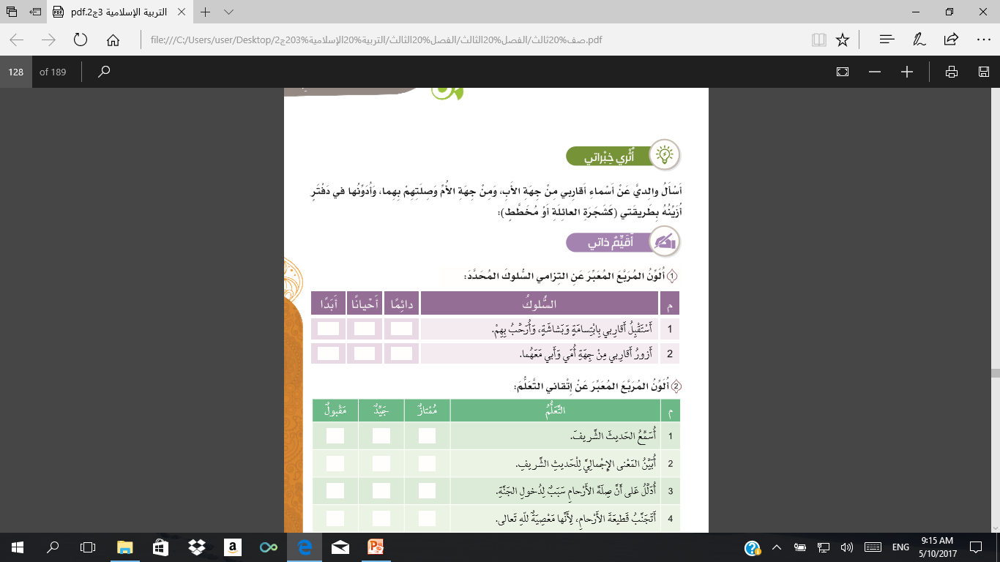 التربية الإسلامية 3ج2.pdf
file:///C:/Users/user/Desktop/صف%20ثالث/الفصل%20الثالث/الفصل%20الثالث/التربية%20الإسلامية%203ج2.pdf
128 of 189
أُثْري خِبْراتي
أَسْأَلُ والِديَّ عَنْ أَسْماءِ أَقارِبي مِنْ جِهَةِ الأَبِ، وَمِنْ جِهَةِ الأُمِّ وَصِلَتِهِمْ بِهِما، وَأُدَوِّنُها في دَفْتَرٍ
أُزَيِّنُهُ بِطَريقَتي (كَشَجَرَةِ العائِلَةِ أَوْ مُخَطَّطٍ):
أُقَيِّمُ ذاتي
1 أُلَوِّنُ المُرَبَّعَ المُعَبِّرَ عَنِ التِزامي السُّلوكَ المُحَدَّدَ:
م السُّلوكُ دائِمًا أَحْيانًا أَبَدًا
1 أَسْتَقْبِلُ أَقارِبي بِابْتِسامَةٍ وَبَشاشَةٍ، وَأُرَحِّبُ بِهِمْ.
2 أَزورُ أَقارِبي مِنْ جِهَةِ أُمّي وَأَبي مَعَهُما.
2 أُلَوِّنُ المُرَبَّعَ المُعَبِّرَ عَنْ إِتْقاني التَّعَلُّمَ:
م التَّعَلُّمُ مُمْتازٌ جَيِّدٌ مَقْبولٌ
1 أُسَمِّعُ الحَديثَ الشَّريفَ.
2 أُبَيِّنُ المَعْنى الإِجْماليَّ لِلْحَديثِ الشَّريفِ.
3 أُدَلِّلُ عَلى أَنَّ صِلَةَ الأَرْحامِ سَبَبٌ لِدُخولِ الجَنَّةِ.
4 أَتَجَنَّبُ قَطيعَةَ الأَرْحامِ، لِأَنَّها مَعْصِيَةٌ للّهِ تَعالى.
ENG
9:15 AM
5/10/2017